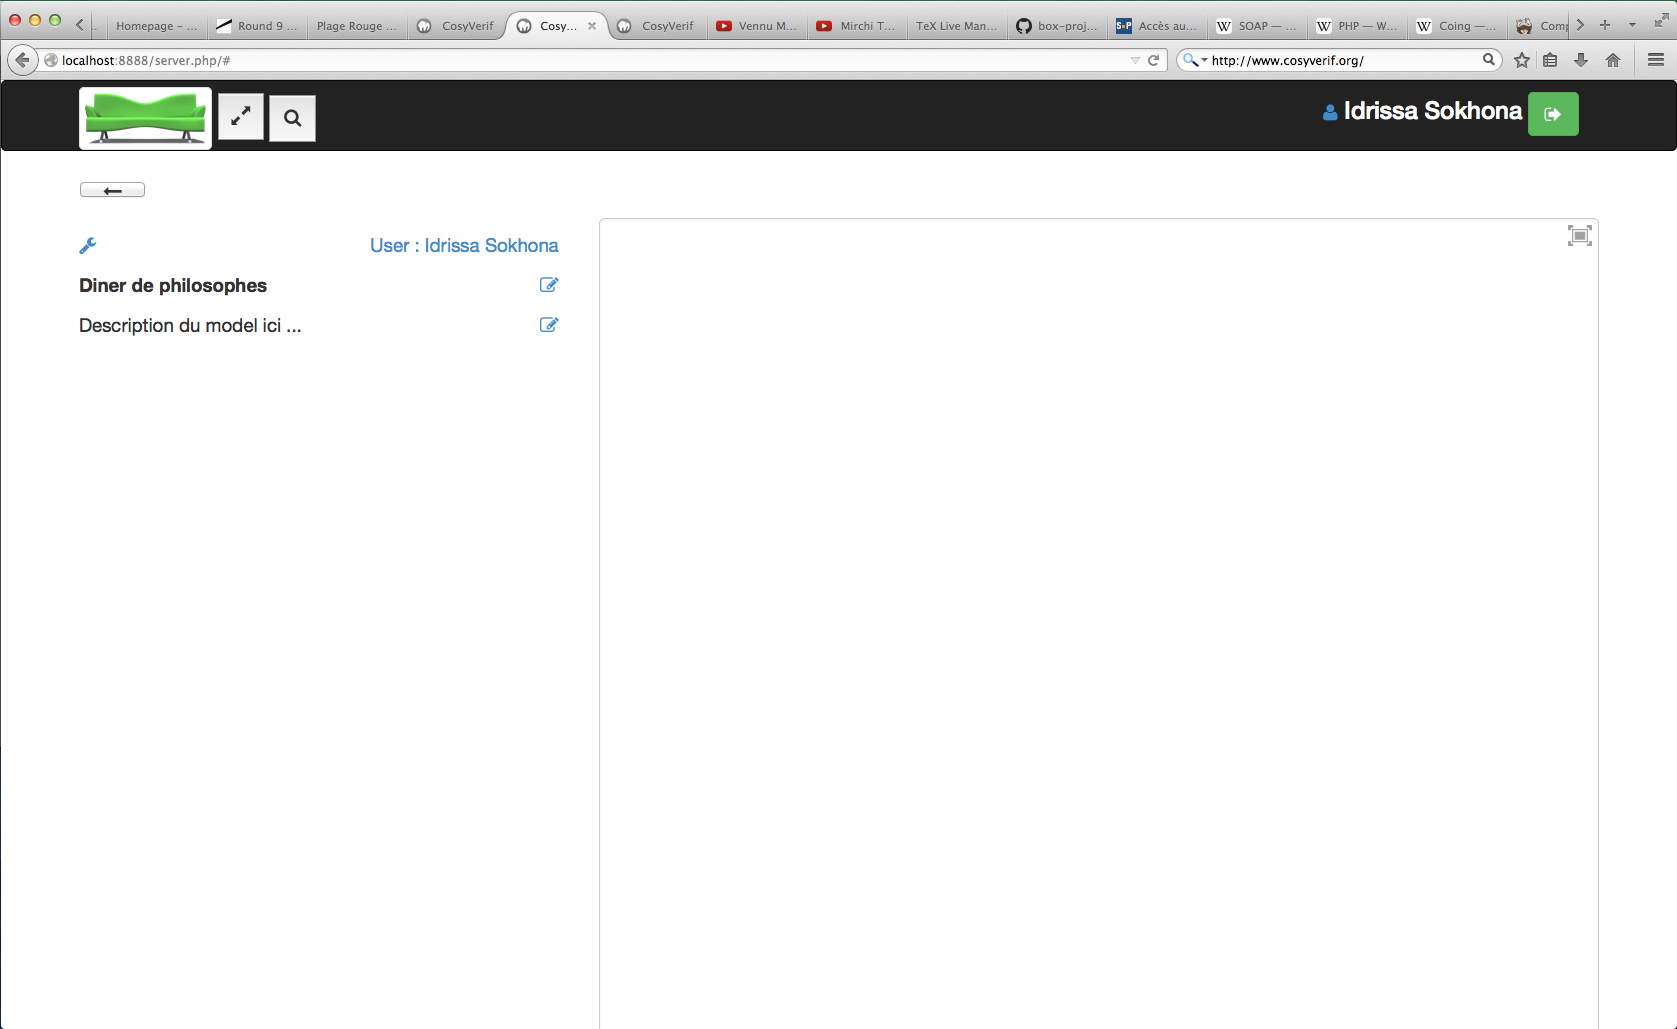 Homepage – ...
Round 9 ...
Plage Rouge ...
CosyVerif
Cosy...
CosyVerif
Vennu M...
Mirchi T...
TeX Live Man...
box-proj...
Accès au...
SOAP — ...
PHP — W...
Coing —...
Comp
localhost:8888/server.php/#
http://www.cosyverif.org/
Idrissa Sokhona
User : Idrissa Sokhona
Diner de philosophes
Description du model ici ...